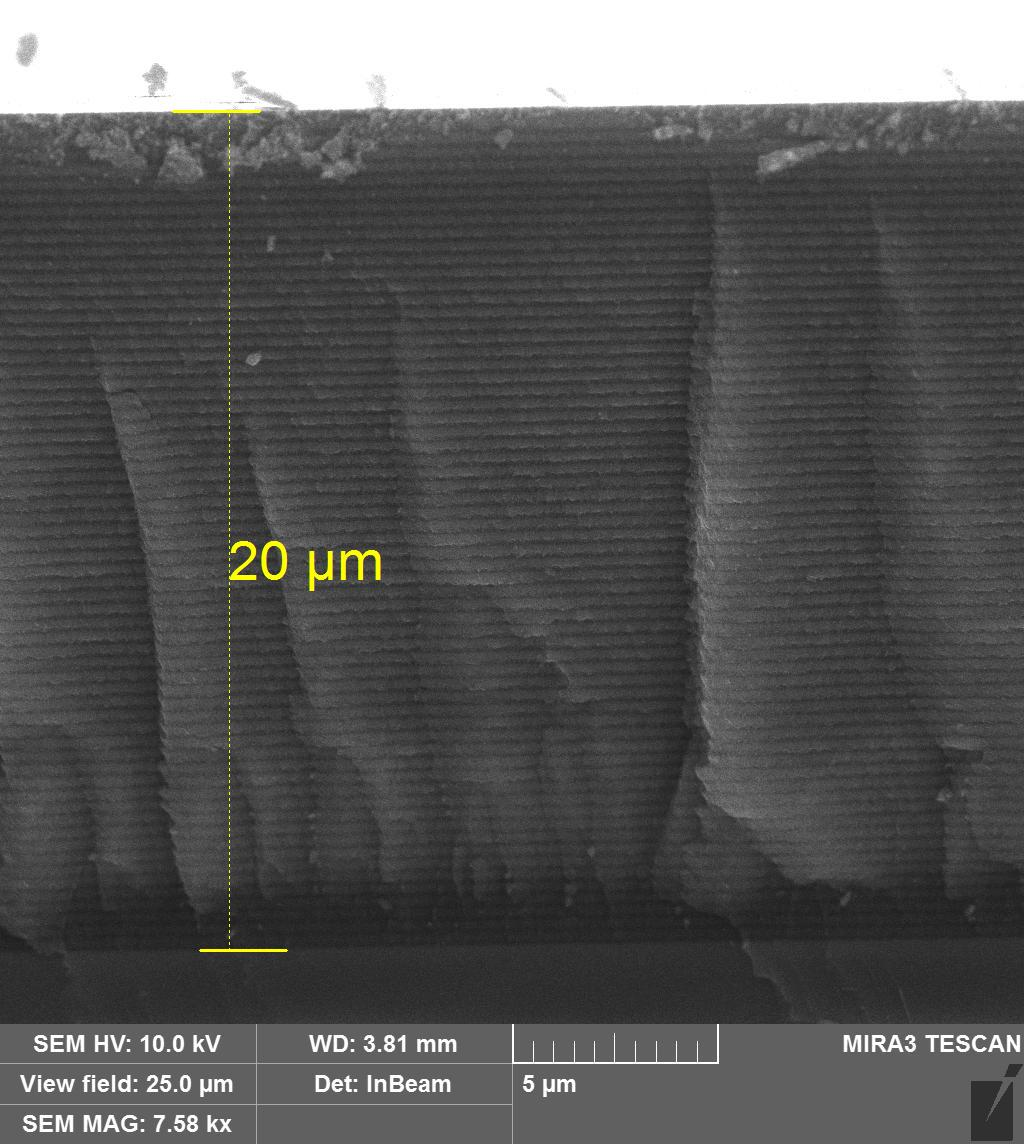 20 µm
SEM HV: 10.0 kV
WD: 3.81 mm
MIRA3 TESCAN
View field: 25.0 µm
Det: InBeam
5 µm
SEM MAG: 7.58 kx